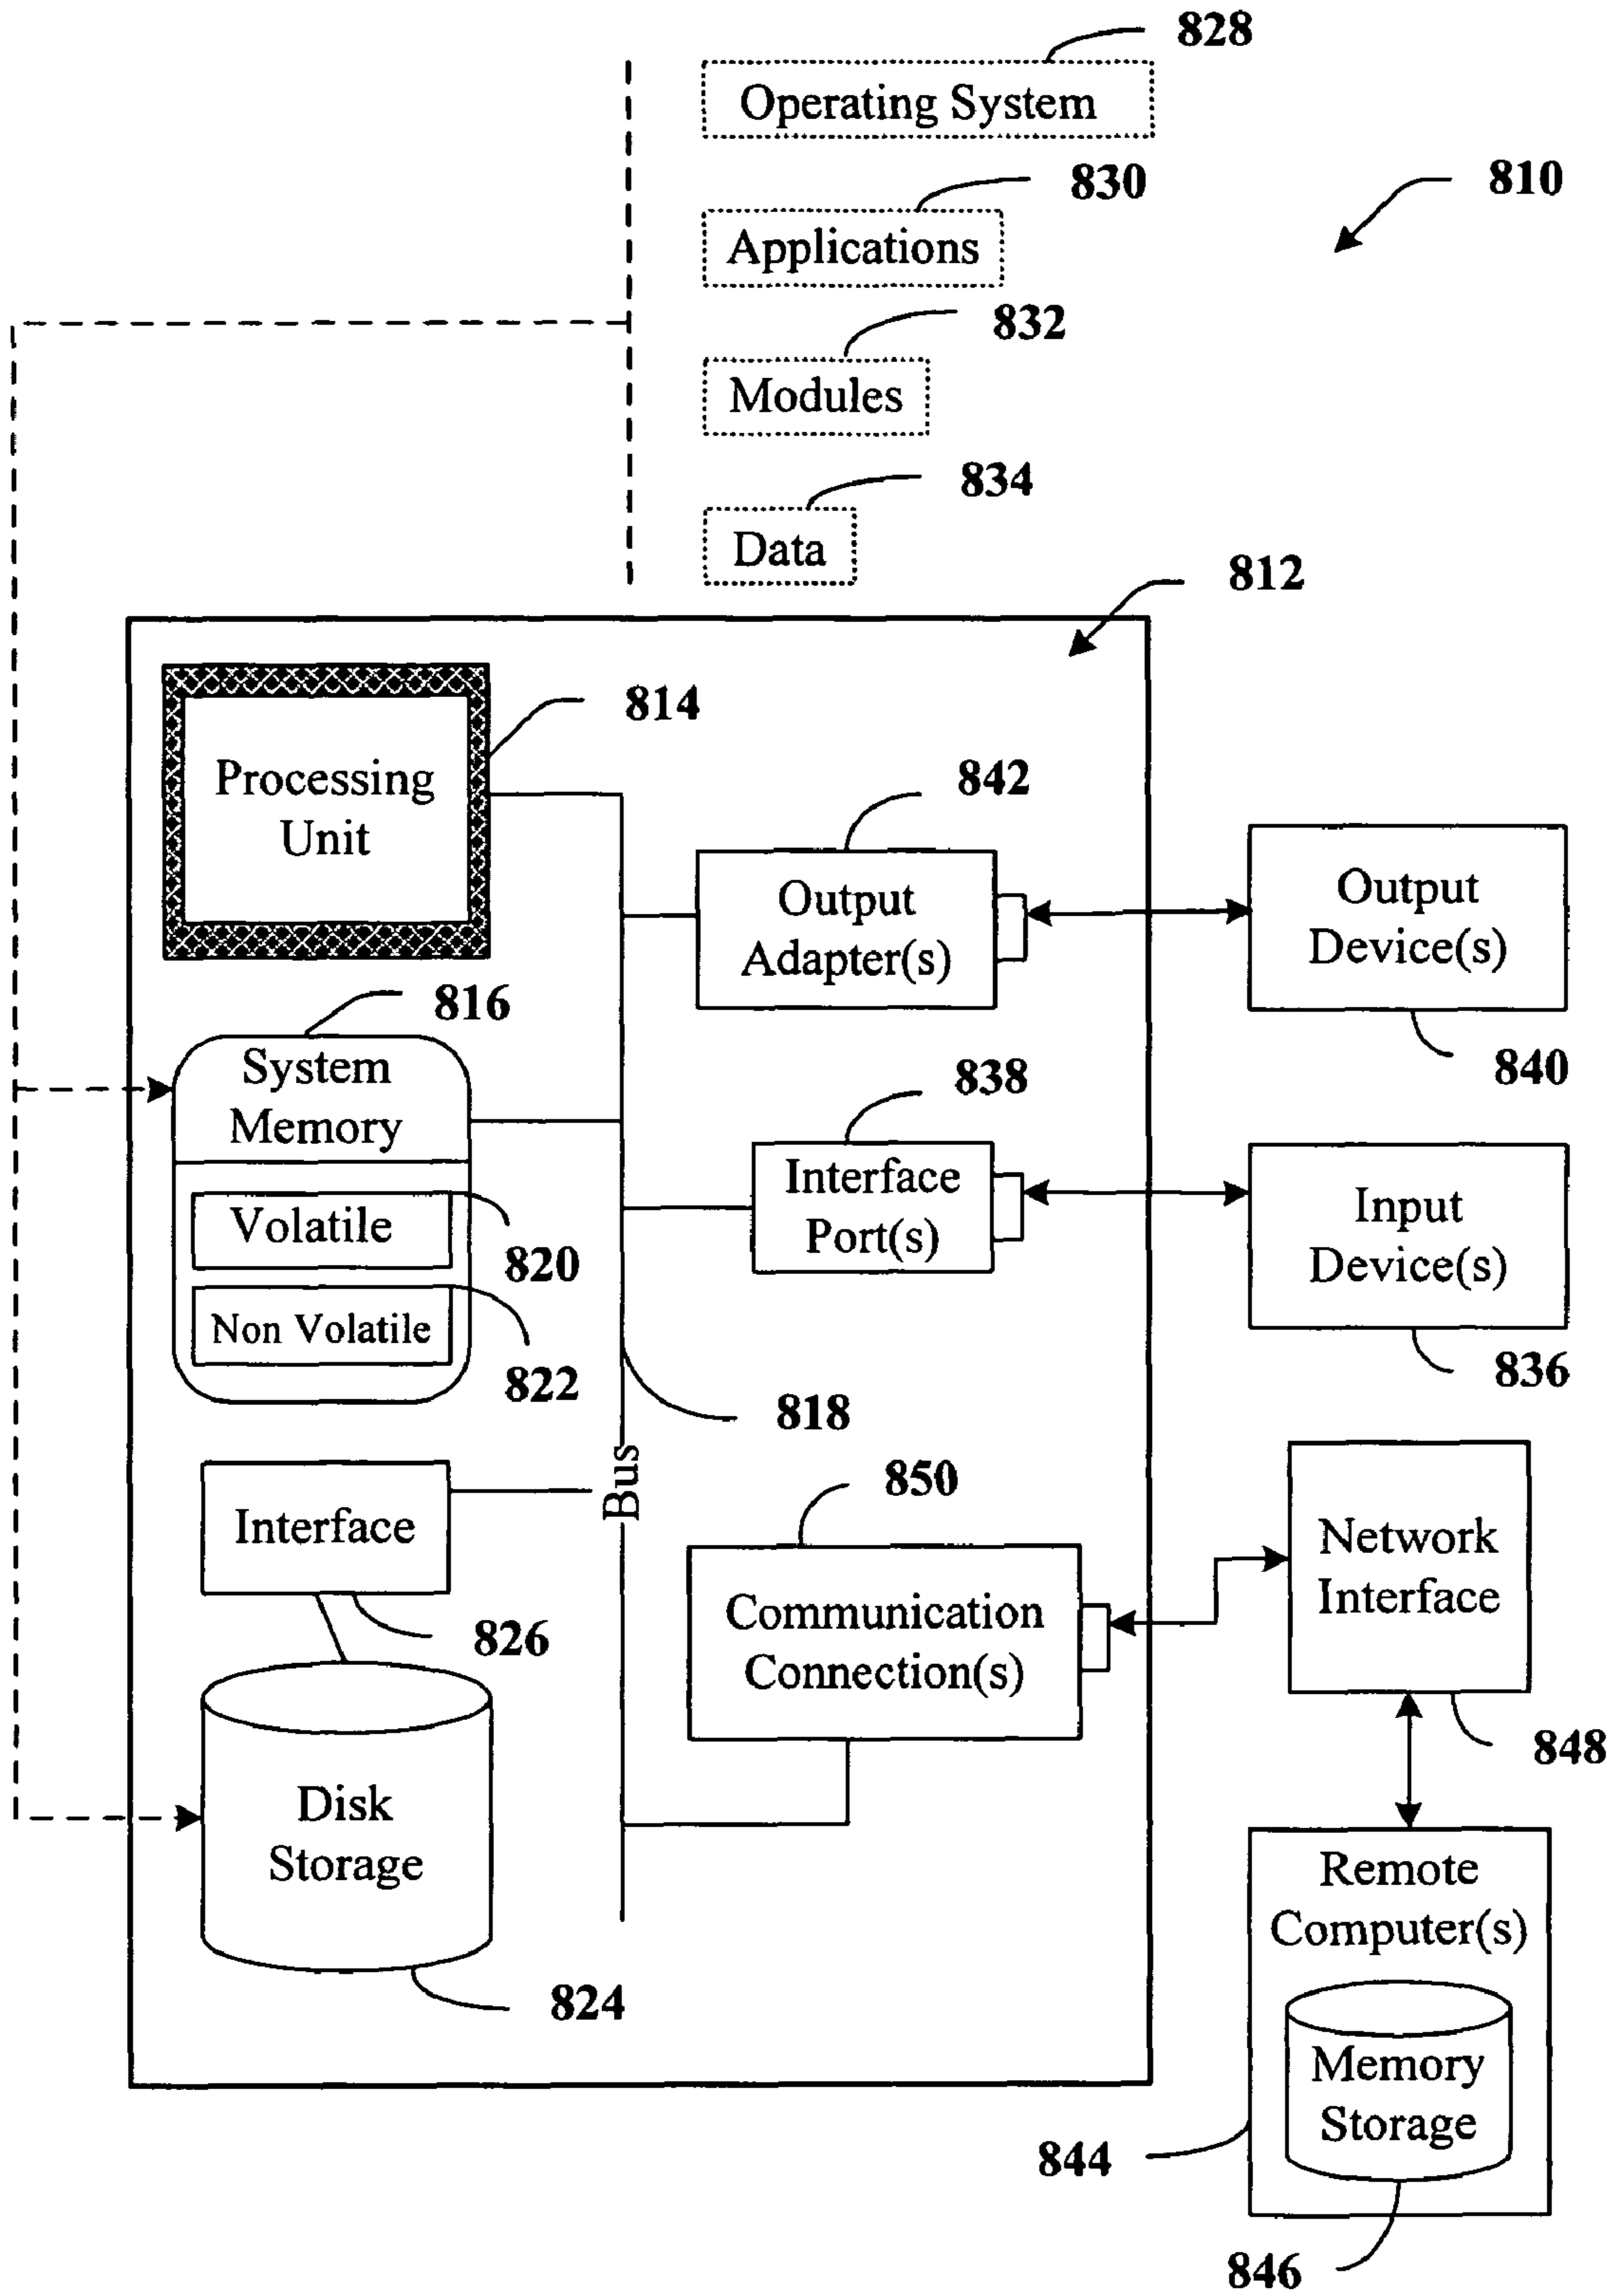 828
Operating System
830
810
Applications
832
Modules
834
Data
812
814
Processing
Unit
842
Output
Adapter(s)
Output
Device(s)
840
816
System
Memory
838
Interface
Port(s)
Input
Device(s)
836
Volatile
820
Non Volatile
822
818
Bus
850
Interface
826
Communication
Connection(s)
Network
Interface
848
Disk
Storage
824
Remote
Computer(s)
Memory
Storage
844
846